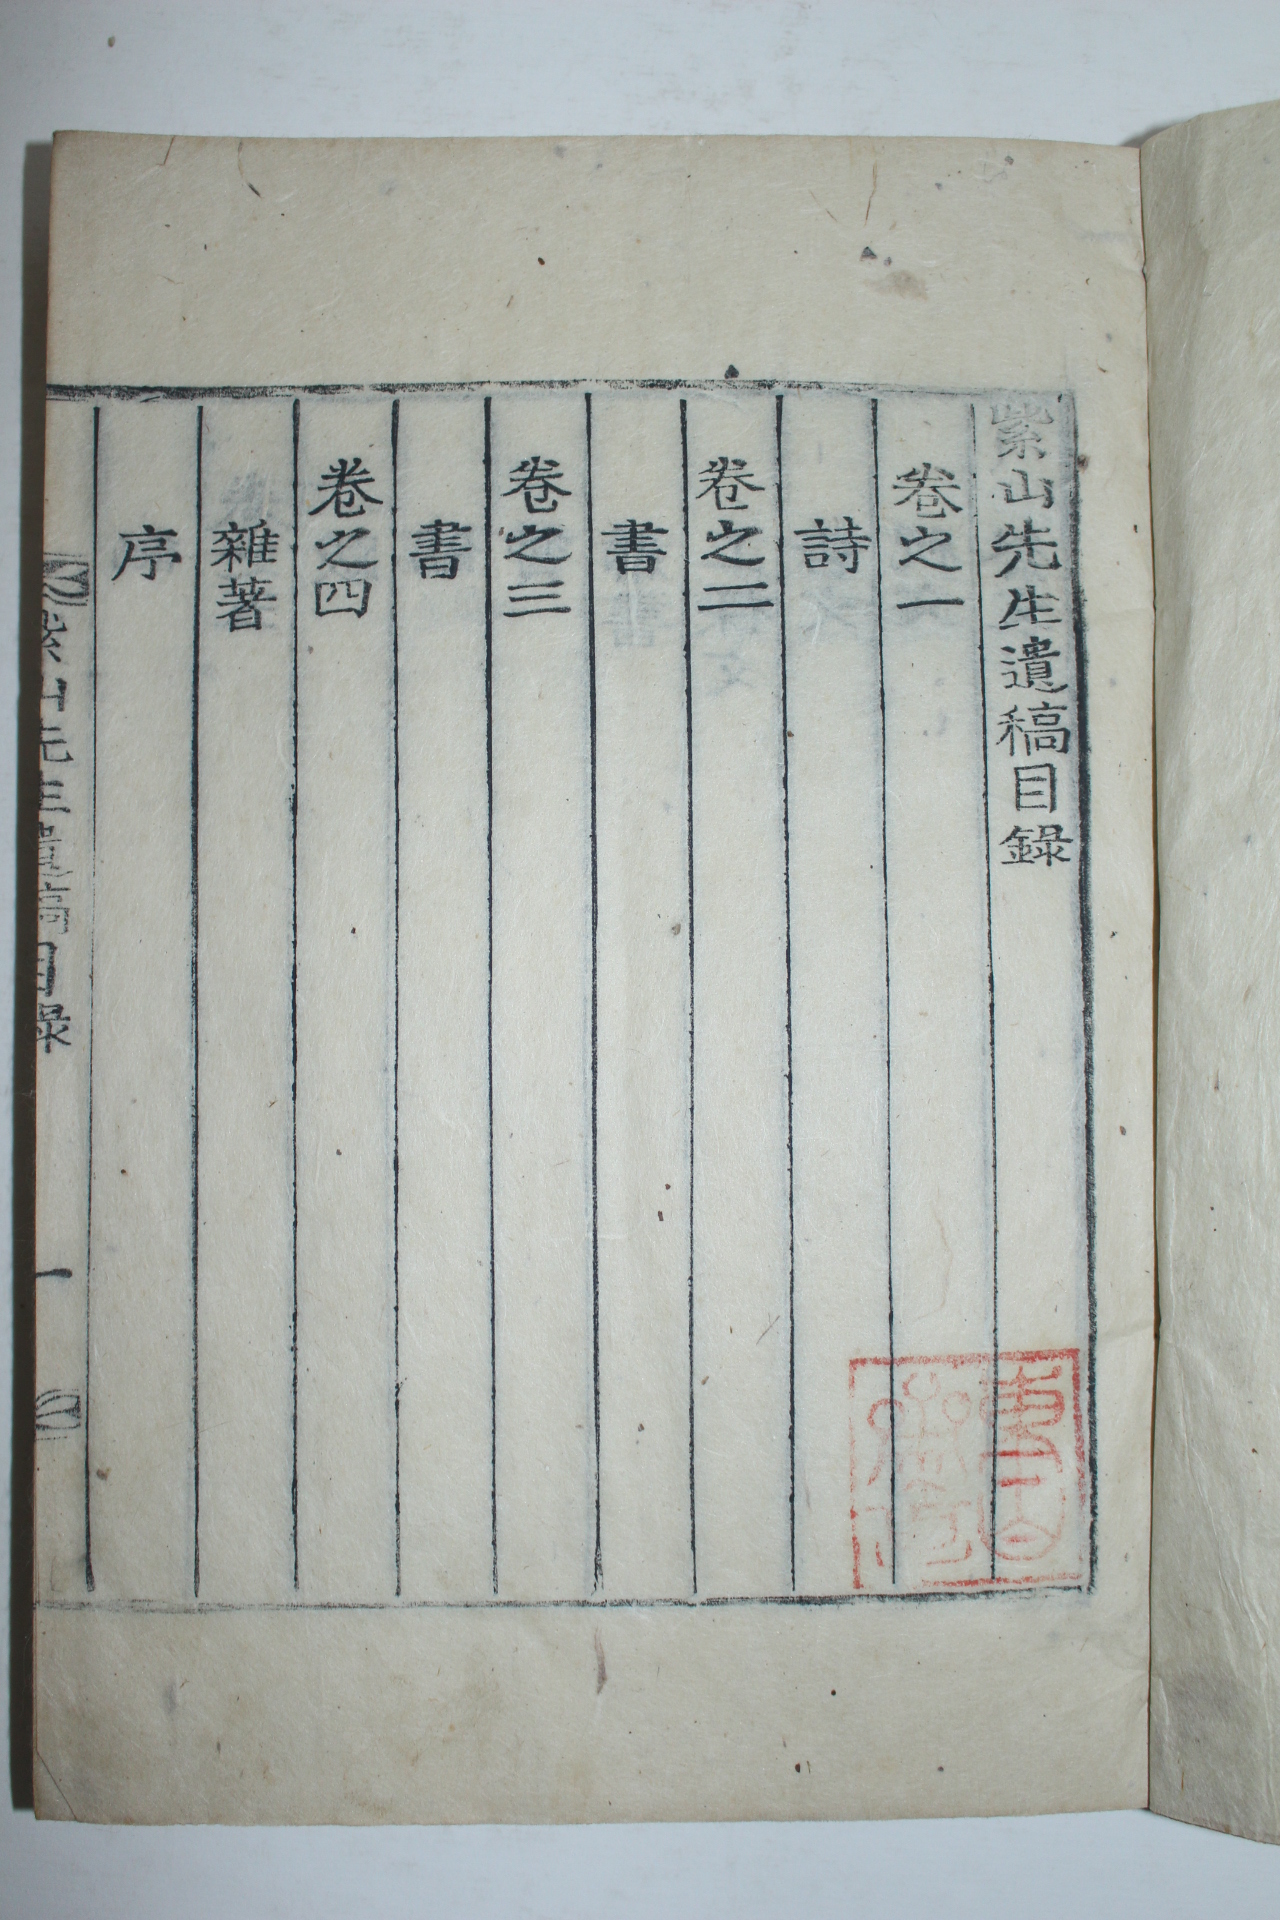 紫山先生遺稿目錄
卷之一
詩
卷之二
書
卷之三
書
卷之四
雜著
序
紫山先生遺稿目錄
一